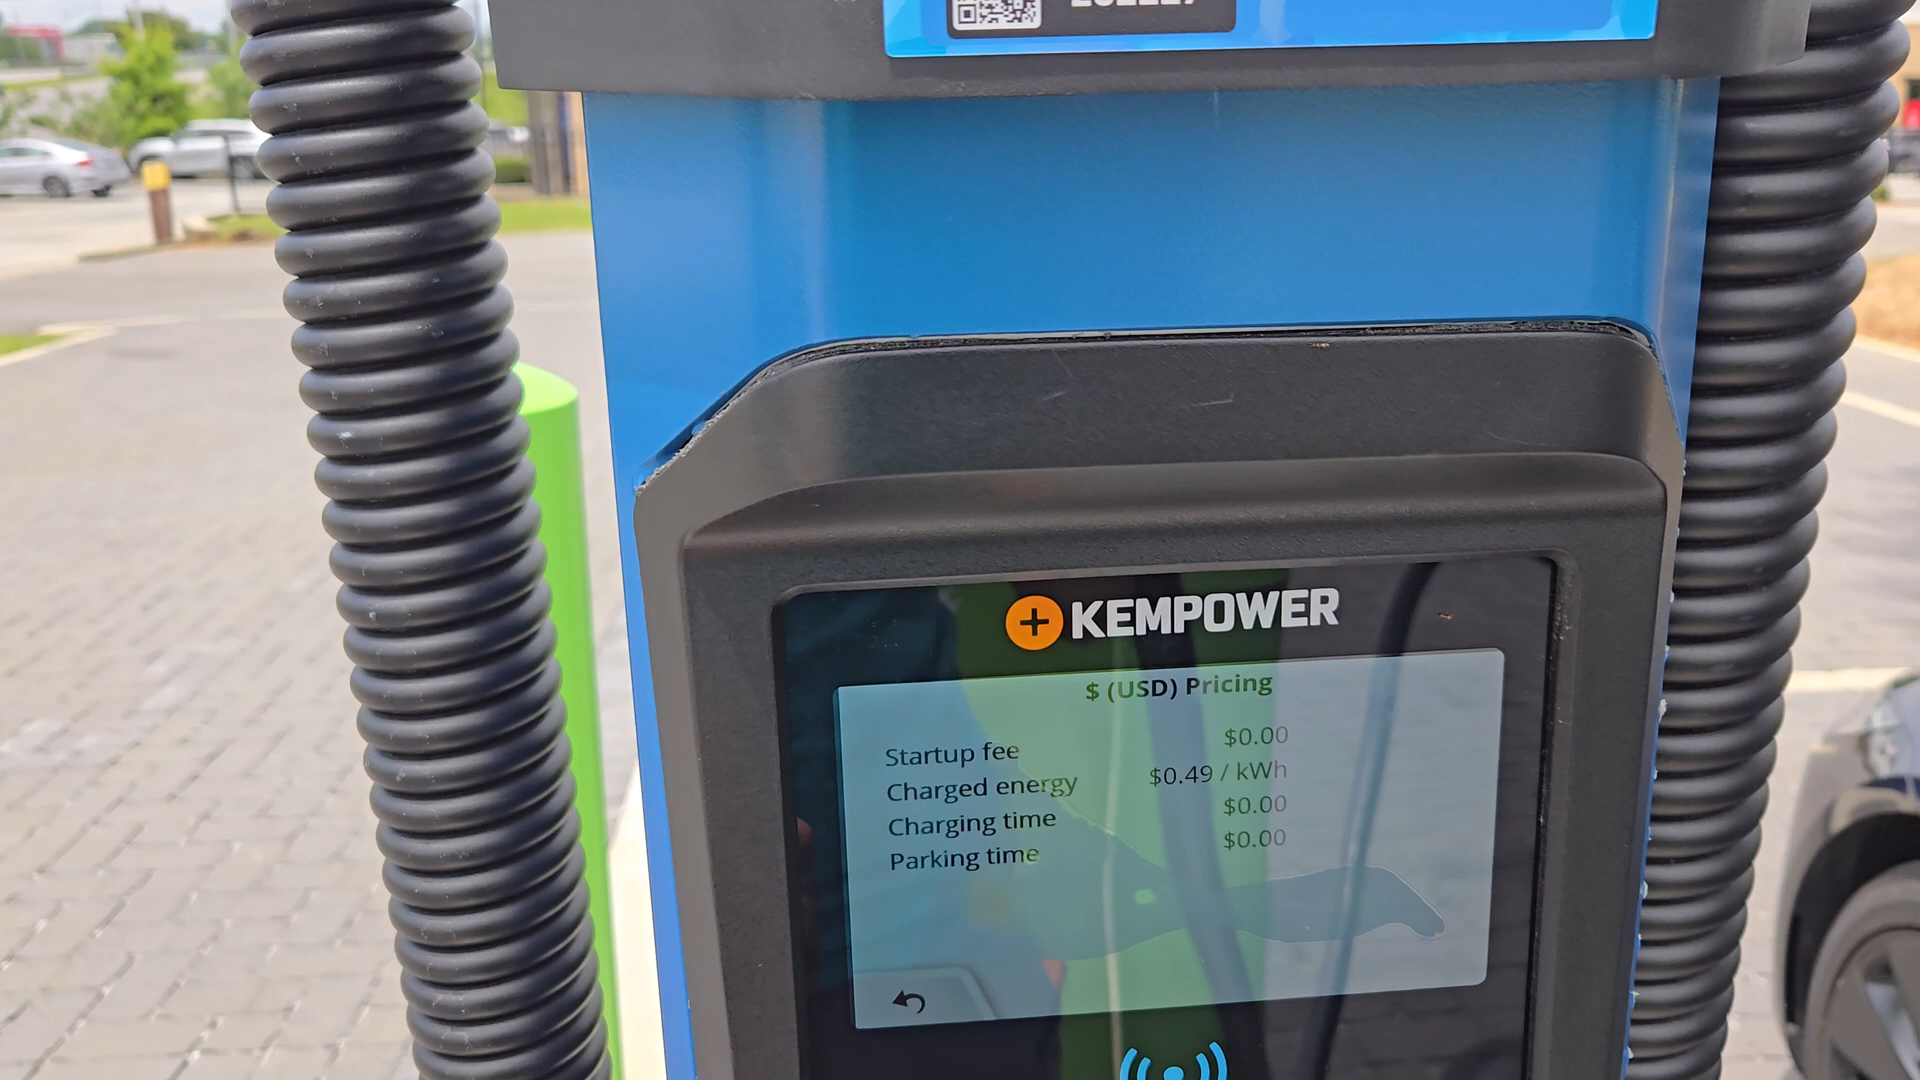 KEMPOWER
$ (USD) Pricing
Startup fee $0.00
Charged energy $0.49 / kWh
Charging time $0.00
Parking time $0.00